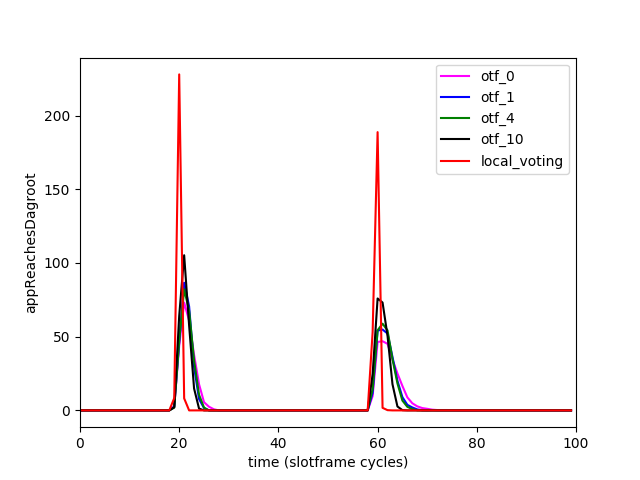 otf_0
otf_1
otf_4
otf_10
local_voting
200
150
100
50
0
appReachesDagroot
0 20 40 60 80 100
time (slotframe cycles)